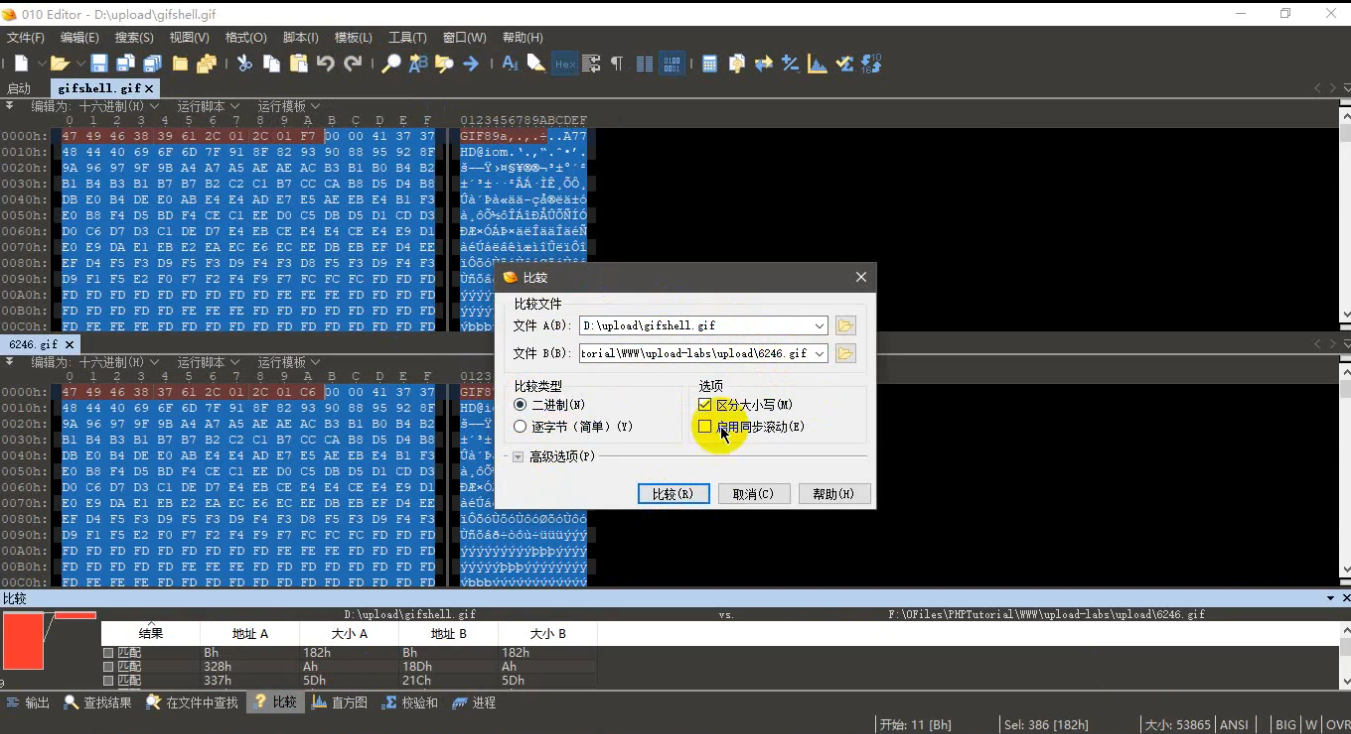 010 Editor - D:\upload\gifshell.gif
文件(F) 编辑(E) 搜索(S) 视图(V) 格式(O) 脚本(I) 模板(L) 工具(T) 窗口(W) 帮助(H)
启动 gifshell.gif
编辑为: 十六进制(H) 运行脚本 运行模板
0 1 2 3 4 5 6 7 8 9 A B C D E F 0123456789ABCDEF
0000h: 47 49 46 38 39 61 2C 01 2C 01 F7 00 00 41 37 37 GIF89a,.,.÷..A77
0010h: 48 44 40 69 6F 6D 7F 91 8F 82 93 90 88 95 92 8F
0020h: 9A 96 97 9F 9B A4 A7 A5 AE AE AC B3 B1 B0 B4 B2
0030h: B1 B4 B3 B1 B7 B7 B2 C2 C1 B7 CC CA B8 D5 D4 B8
0040h: DB E0 B4 DE E0 AB E4 E4 AD E7 E5 AE EB E4 B1 F3
0050h: E0 B8 F4 D5 BD F4 CE C1 EE D0 C5 DB D5 D1 CD D3
0060h: D0 C6 D7 D3 C1 DE D7 E4 EB CE E4 E4 CE E4 E9 D1
0070h: E0 E9 DA E1 EB E2 EA EC E6 EC EE DB EB EF D4 EE
0080h: EF D4 F5 F3 D9 F5 F3 D9 F4 F3 D8 F5 F3 D9 F4 F3
0090h: D9 F1 F5 E2 F0 F7 F2 F4 F9 F7 FC FC FC FD FD FD
00A0h: FD FD FD FD FD FD FD FD FD FE FE FE FD FD FD FD
00B0h: FD FD FD FD FD FE FE FE FD FD FD FD FD FD FD FD
00C0h: FD FE FE FE FD FD FD FD FD FD FD FD FD FD FD FD
6246.gif
编辑为: 十六进制(H) 运行脚本 运行模板
0 1 2 3 4 5 6 7 8 9 A B C D E F 0123
0000h: 47 49 46 38 37 61 2C 01 2C 01 C6 00 00 41 37 37 GIF8
0010h: 48 44 40 69 6F 6D 7F 91 8F 82 93 90 88 95 92 8F
0020h: 9A 96 97 9F 9B A4 A7 A5 AE AE AC B3 B1 B0 B4 B2
0030h: B1 B4 B3 B1 B7 B7 B2 C2 C1 B7 CC CA B8 D5 D4 B8
0040h: DB E0 B4 DE E0 AB E4 E4 AD E7 E5 AE EB E4 B1 F3
0050h: E0 B8 F4 D5 BD F4 CE C1 EE D0 C5 DB D5 D1 CD D3
0060h: D0 C6 D7 D3 C1 DE D7 E4 EB CE E4 E4 CE E4 E9 D1
0070h: E0 E9 DA E1 EB E2 EA EC E6 EC EE DB EB EF D4 EE
0080h: EF D4 F5 F3 D9 F5 F3 D9 F4 F3 D8 F5 F3 D9 F4 F3
0090h: D9 F1 F5 E2 F0 F7 F2 F4 F9 F7 FC FC FC FD FD FD
00A0h: FD FD FD FD FD FD FD FD FD FE FE FE FD FD FD FD
00B0h: FD FD FD FD FD FE FE FE FD FD FD FD FD FD FD FD
00C0h: FD FE FE FE FD FD FD FD FD FD FD FD FD FD FD FD
比较
比较文件
文件 A(B): D:\upload\gifshell.gif
文件 B(B): torial\WWW\upload-labs\upload\6246.gif
比较类型 选项
二进制(N) 区分大小写(M)
逐字节(简单)(Y) 启用同步滚动(E)
高级选项(P)
比较(R) 取消(C) 帮助(H)
比较
D:\upload\gifshell.gif vs. F:\OFiles\PHPTutorial\WWW\upload-labs\upload\6246.gif
结果 地址 A 大小 A 地址 B 大小 B
匹配 Bh 182h Bh 182h
匹配 328h Ah 18Dh Ah
匹配 337h 5Dh 21Ch 5Dh
输出 查找结果 在文件中查找 比较 直方图 校验和 进程
开始: 11 [Bh] Sel: 386 [182h] 大小: 53865 ANSI BIG W OVR